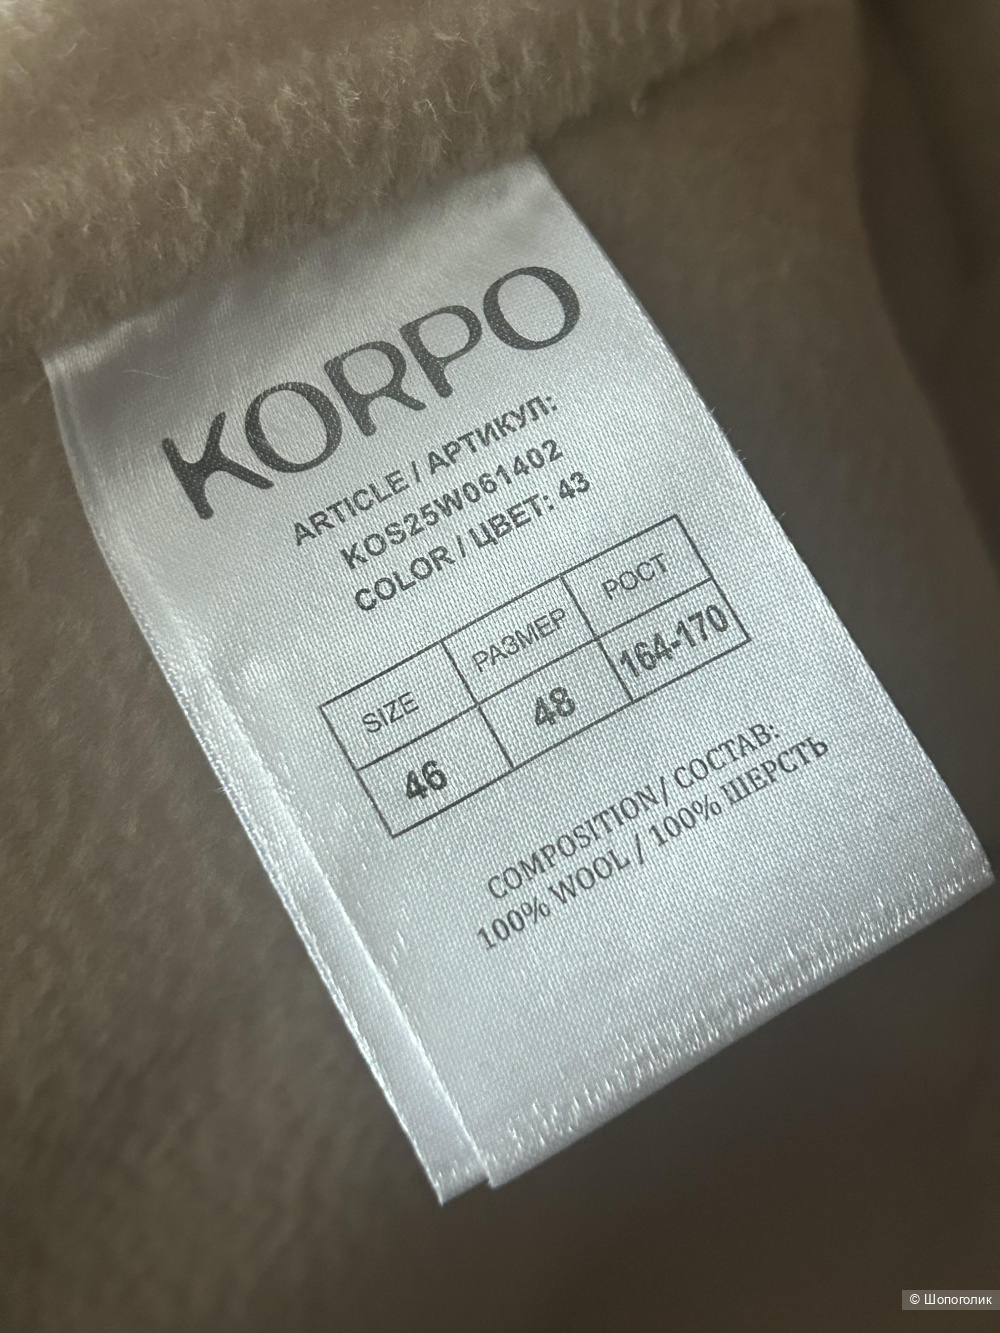 KORPO
ARTICLE / АРТИКУЛ:
KOS25W061402
COLOR / ЦВЕТ: 43
SIZE РАЗМЕР РОСТ
46 48 164-170
COMPOSITION / СОСТАВ:
100% WOOL / 100% ШЕРСТЬ
© Шопоголик